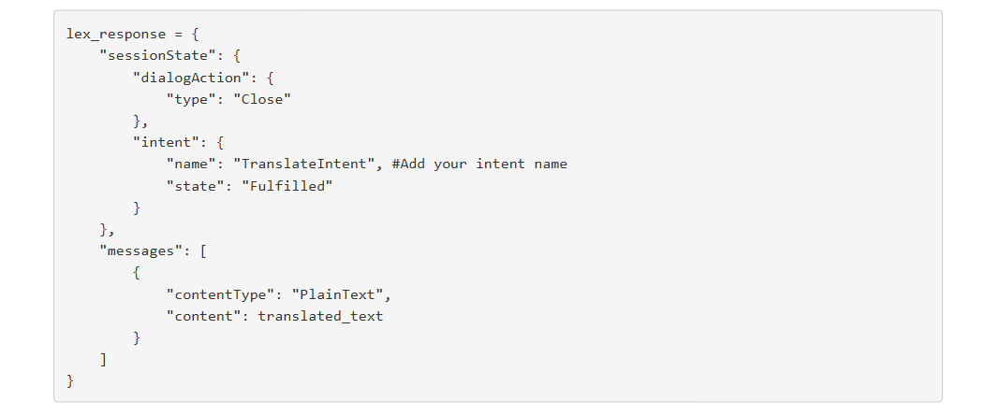 lex_response = {
    "sessionState": {
        "dialogAction": {
            "type": "Close"
        },
        "intent": {
            "name": "TranslateIntent", #Add your intent name
            "state": "Fulfilled"
        }
    },
    "messages": [
        {
            "contentType": "PlainText",
            "content": translated_text
        }
    ]
}